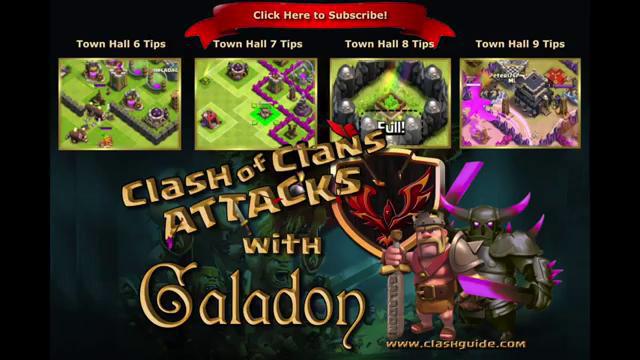 Click Here to Subscribe!
Town Hall 6 Tips
Town Hall 7 Tips
Town Hall 8 Tips
Town Hall 9 Tips
Full!
Clash of Clans
ATTACKS
with
Galadon
www.clashguide.com